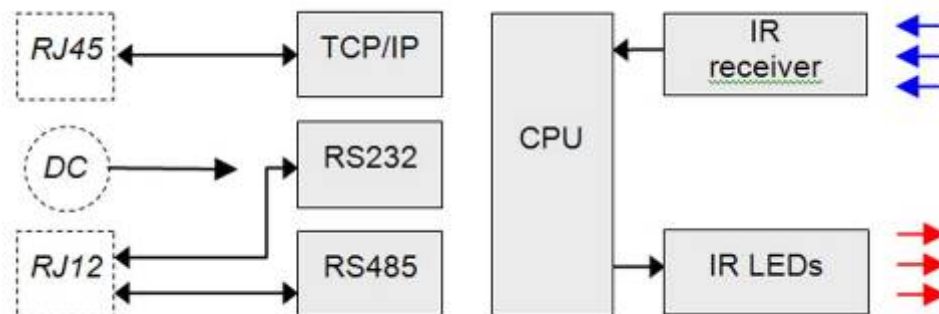 RJ45
TCP/IP
IR
receiver
CPU
DC
RS232
RJ12
RS485
IR LEDs